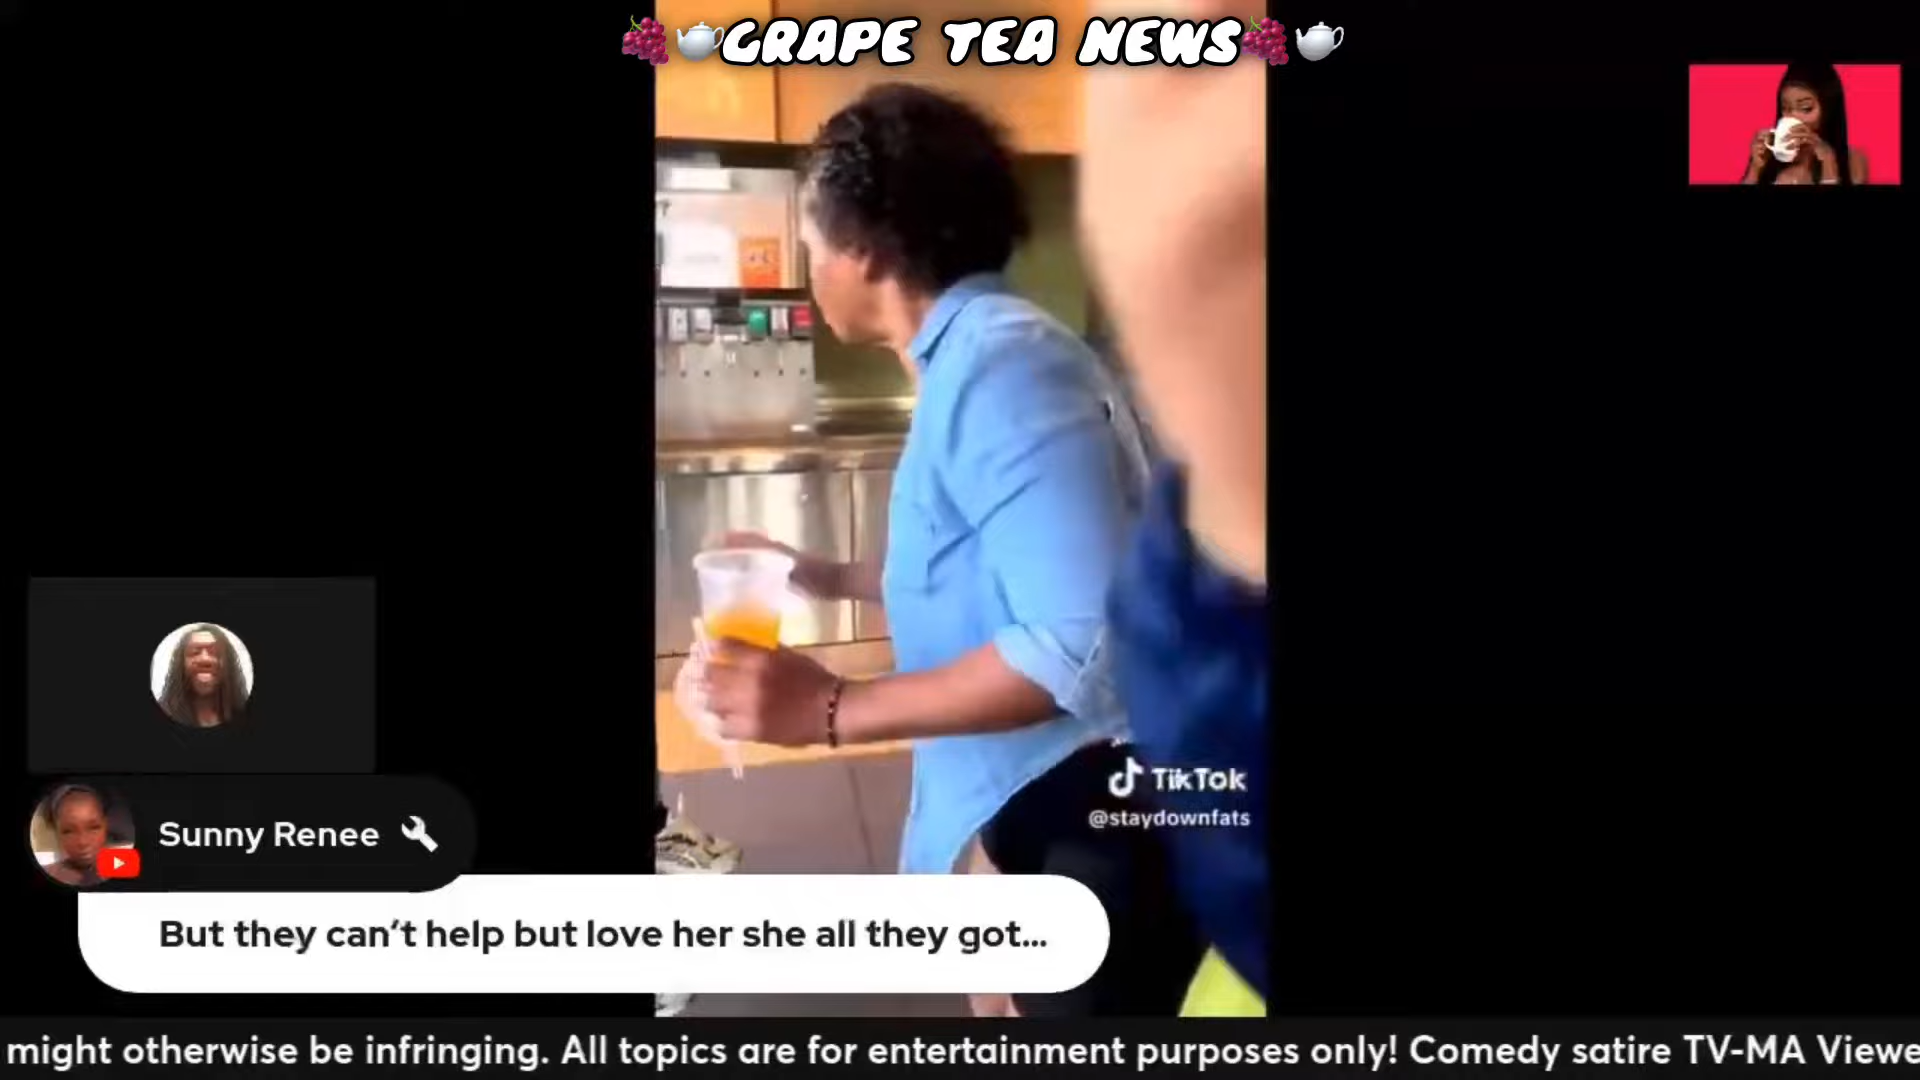 GRAPE TEA NEWS
TikTok
@staydownfats
Sunny Renee
But they can't help but love her she all they got...
might otherwise be infringing. All topics are for entertainment purposes only! Comedy satire TV-MA Viewe